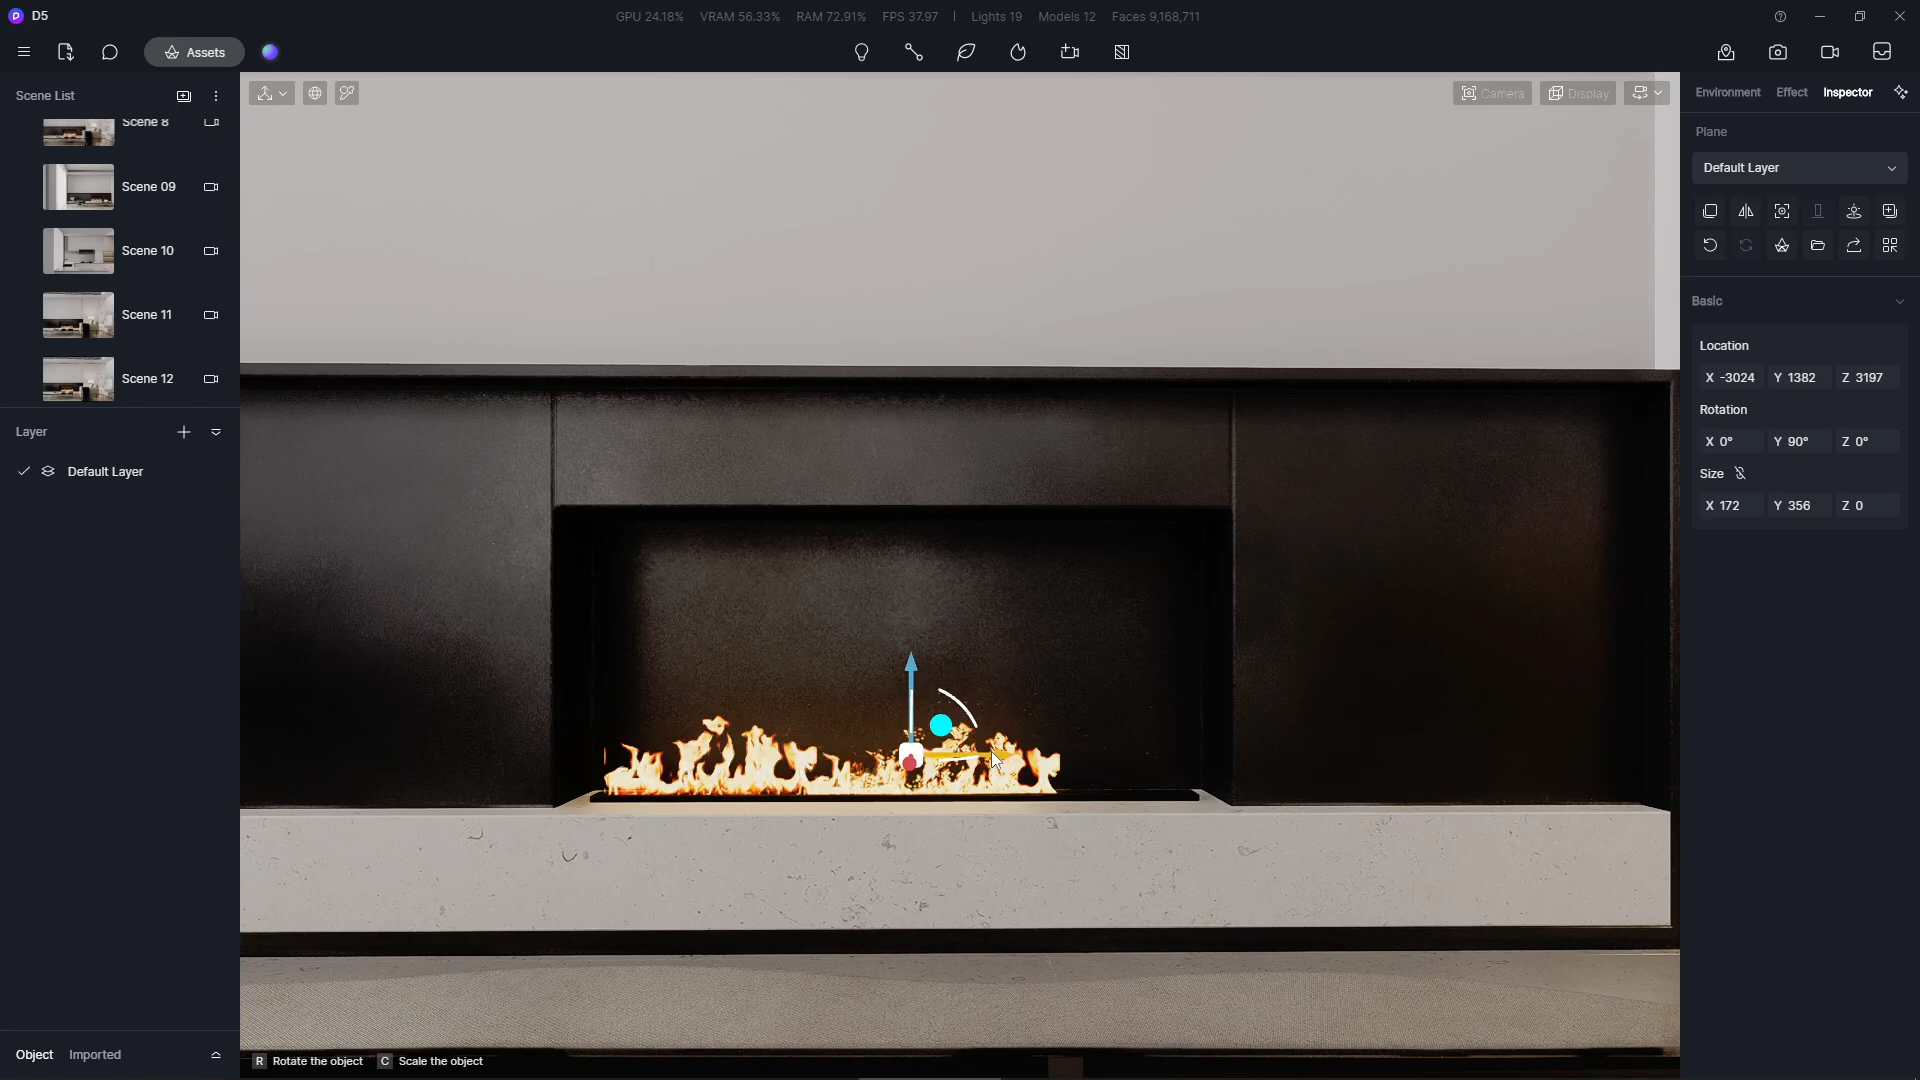 D5
GPU 24.18% VRAM 56.33% RAM 72.91% FPS 37.97 | Lights 19 Models 12 Faces 9,168,711
Assets
Scene List
Scene 8
Scene 09
Scene 10
Scene 11
Scene 12
Layer
Default Layer
Object Imported
Camera Display
R Rotate the object C Scale the object
Environment Effect Inspector
Plane
Default Layer
Basic
Location
X -3024 Y 1382 Z 3197
Rotation
X 0° Y 90° Z 0°
Size
X 172 Y 356 Z 0